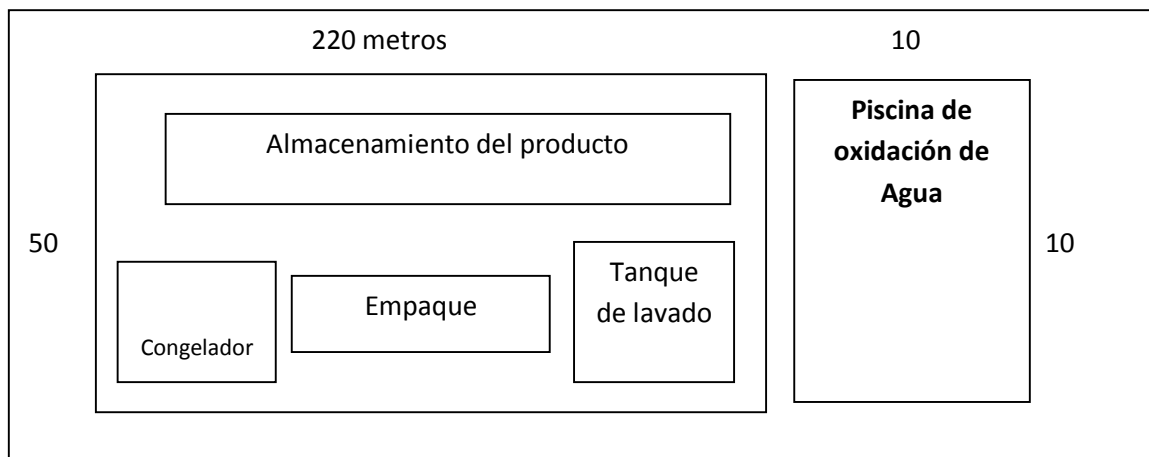 220 metros
10
Almacenamiento del producto
Piscina de
oxidación de
Agua
50
10
Congelador
Empaque
Tanque
de lavado